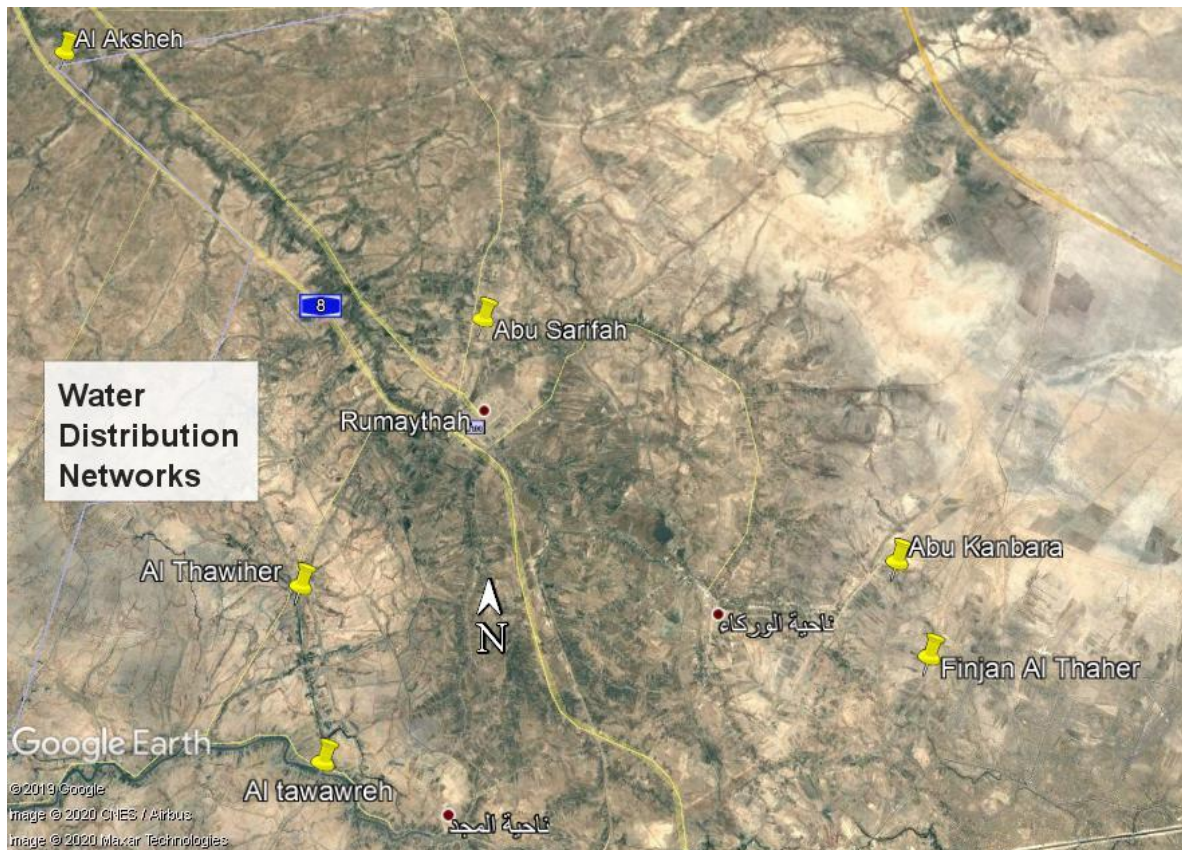 Al Aksheh
8
Abu Sarifah
Water
Distribution
Networks
Rumaythah
Abu Kanbara
Al Thawiher
N
ناحية الوركاء
Finjan Al Thaher
Google Earth
Al tawawreh
© 2019 Google
ناحية المجد
Image © 2020 CNES / Airbus
Image © 2020 Maxar Technologies